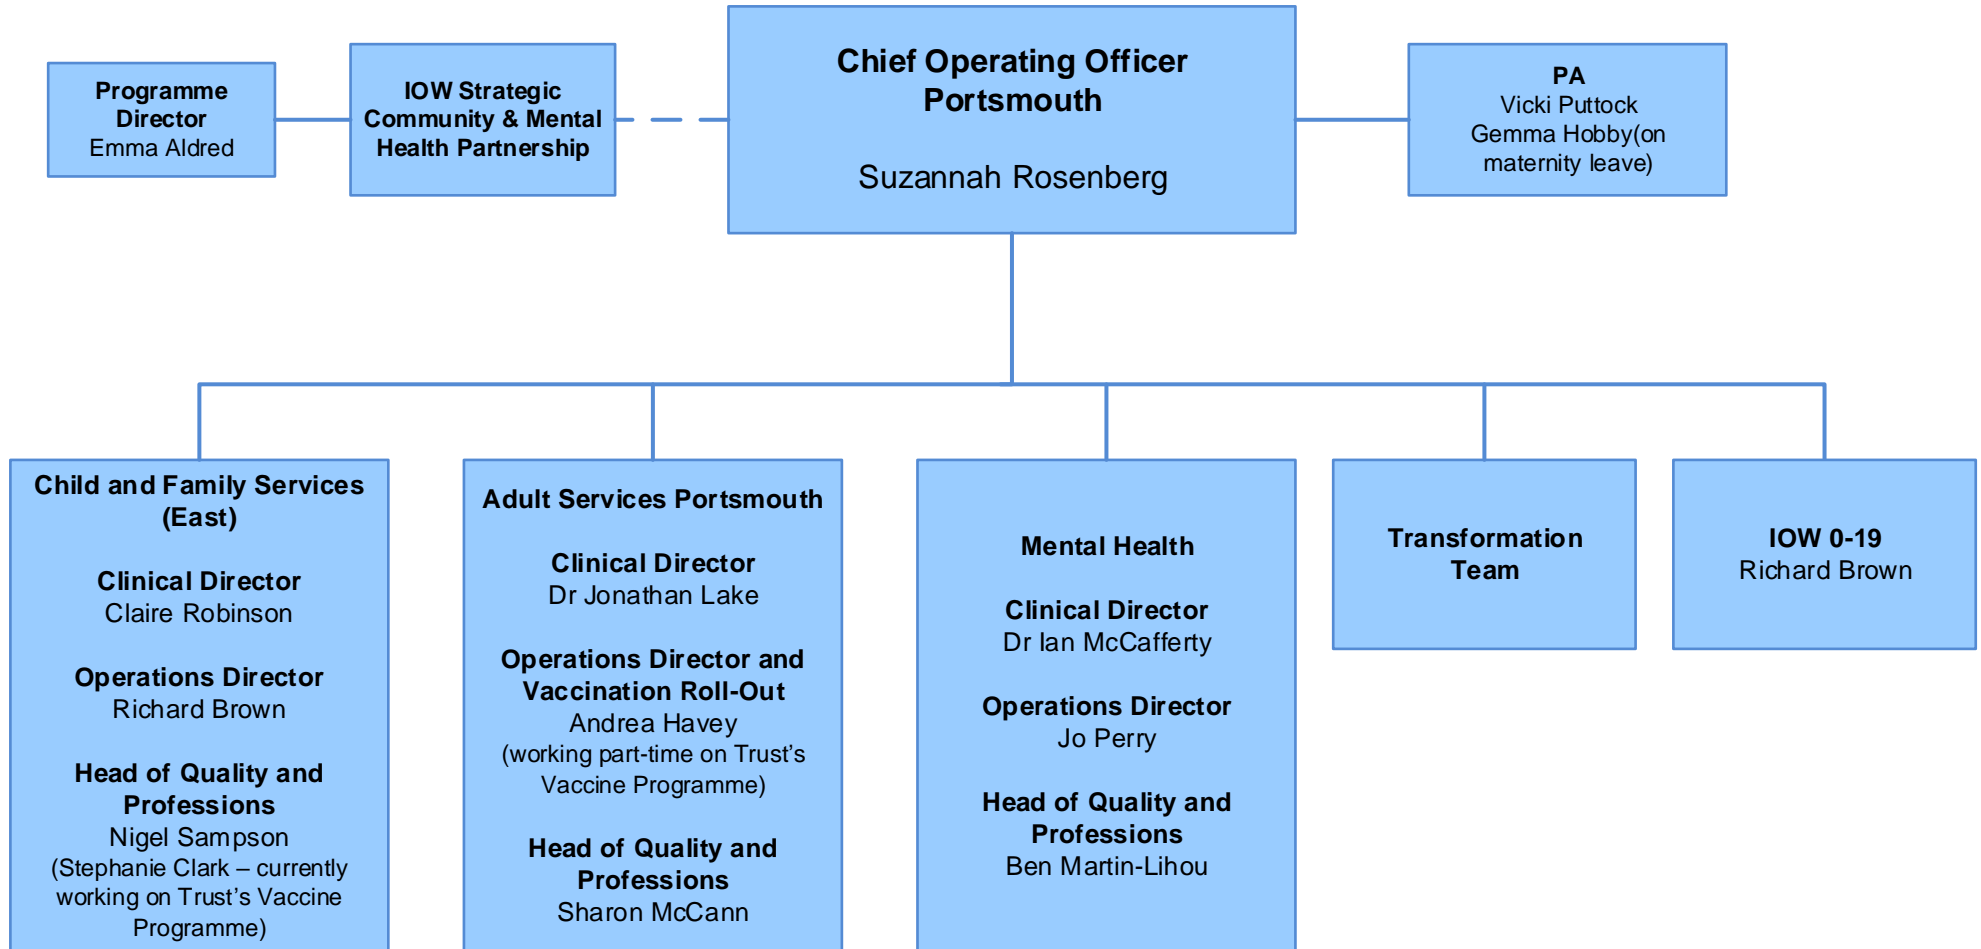 Programme
Director
Emma Aldred
IOW Strategic
Community & Mental
Health Partnership
Chief Operating Officer
Portsmouth
Suzannah Rosenberg
PA
Vicki Puttock
Gemma Hobby(on
maternity leave)
Child and Family Services
(East)
Clinical Director
Claire Robinson
Operations Director
Richard Brown
Head of Quality and
Professions
Nigel Sampson
(Stephanie Clark – currently
working on Trust’s Vaccine
Programme)
Adult Services Portsmouth
Clinical Director
Dr Jonathan Lake
Operations Director and
Vaccination Roll-Out
Andrea Havey
(working part-time on Trust’s
Vaccine Programme)
Head of Quality and
Professions
Sharon McCann
Mental Health
Clinical Director
Dr Ian McCafferty
Operations Director
Jo Perry
Head of Quality and
Professions
Ben Martin-Lihou
Transformation
Team
IOW 0-19
Richard Brown